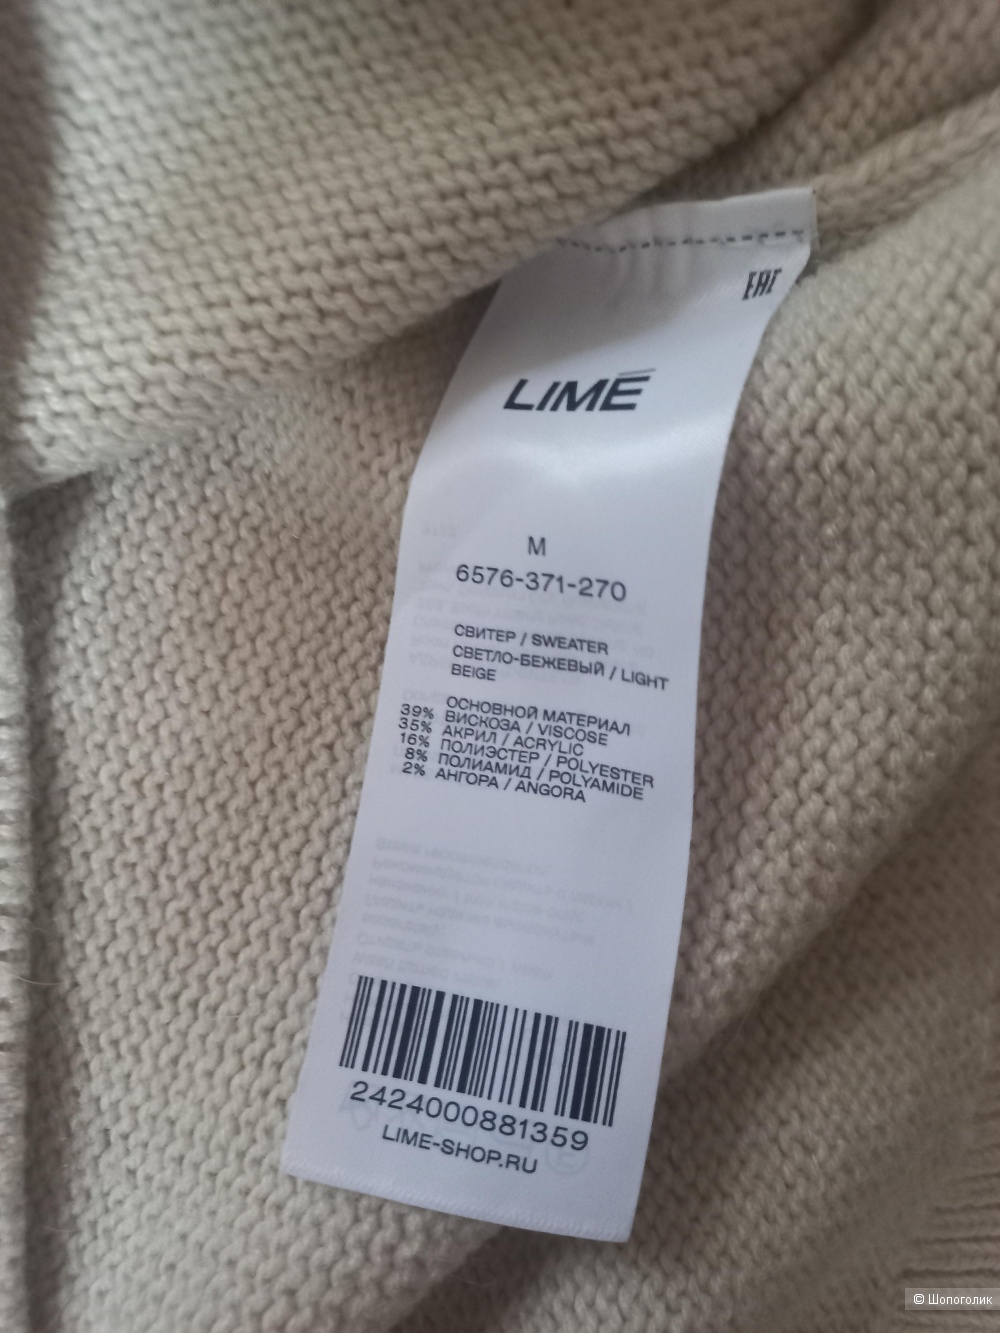 EAC
LIMĒ
M
6576-371-270
СВИТЕР / SWEATER
СВЕТЛО-БЕЖЕВЫЙ / LIGHT
BEIGE
ОСНОВНОЙ МАТЕРИАЛ
39% ВИСКОЗА / VISCOSE
35% АКРИЛ / ACRYLIC
16% ПОЛИЭСТЕР / POLYESTER
8% ПОЛИАМИД / POLYAMIDE
2% АНГОРА / ANGORA
2424000881359
LIME-SHOP.RU
© Шопоголик